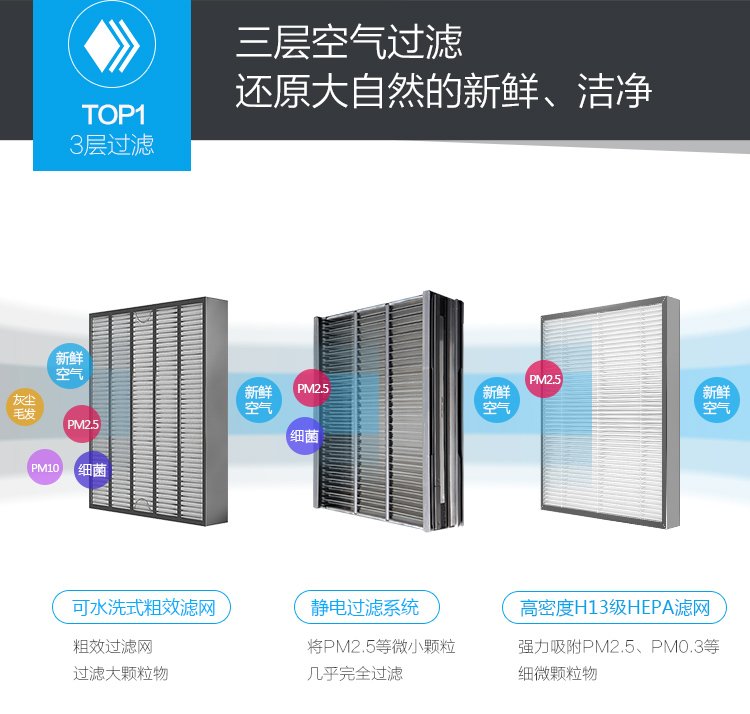 三层空气过滤
还原大自然的新鲜、洁净
TOP1
3层过滤
新鲜
空气
灰尘
毛发
PM2.5
PM10
细菌
新鲜
空气
PM2.5
细菌
新鲜
空气
PM2.5
新鲜
空气
可水洗式粗效滤网
粗效过滤网
过滤大颗粒物
静电过滤系统
将PM2.5等微小颗粒
几乎完全过滤
高密度H13级HEPA滤网
强力吸附PM2.5、PM0.3等
细微颗粒物